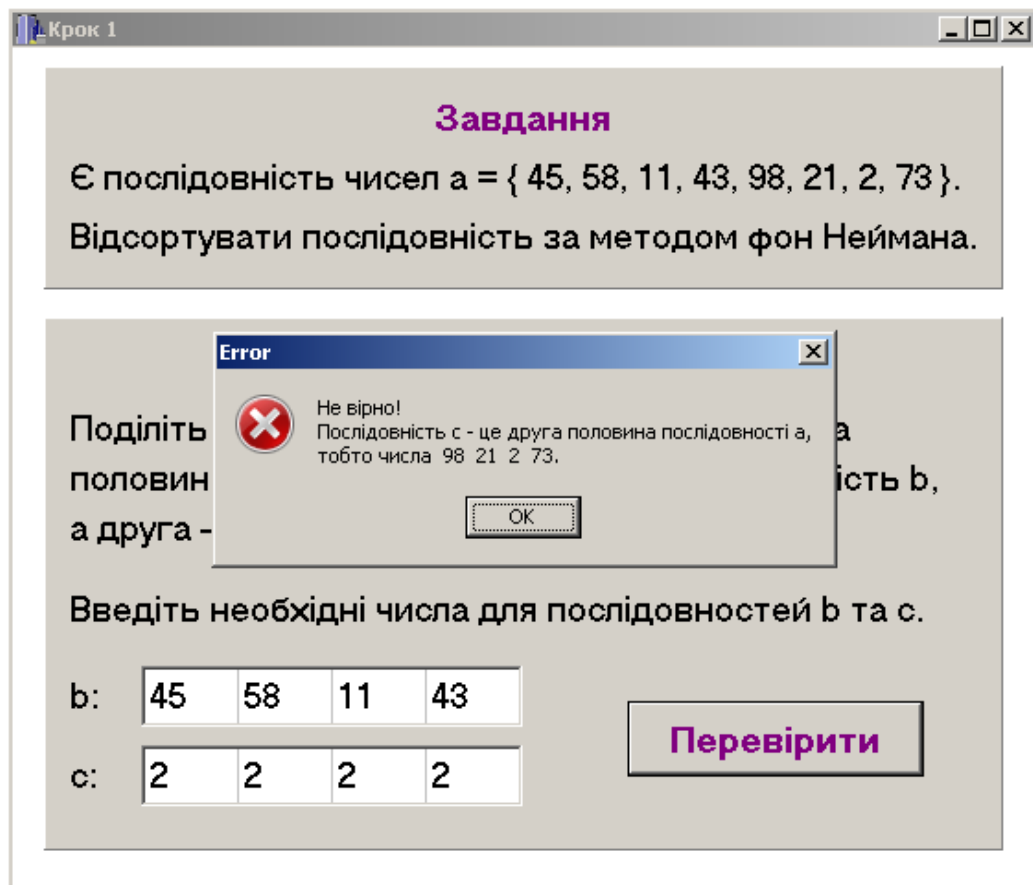 Крок 1
Завдання
Є послідовність чисел a = { 45, 58, 11, 43, 98, 21, 2, 73 }.
Відсортувати послідовність за методом фон Неймана.
Error
Не вірно!
Послідовність c - це друга половина послідовності a,
тобто числа 98 21 2 73.
OK
Поділіть
а друга -
b,
Введіть необхідні числа для послідовностей b та c.
b: 45 58 11 43
Перевірити
c: 2 2 2 2